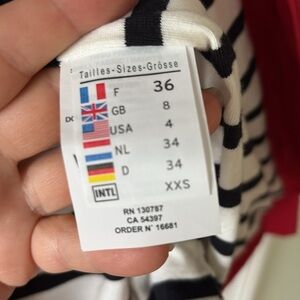 Tailles-Sizes-Grösse
F 36
GB 8
USA 4
NL 34
D 34
INTL XXS
RN 130787
CA 54397
ORDER N° 16681